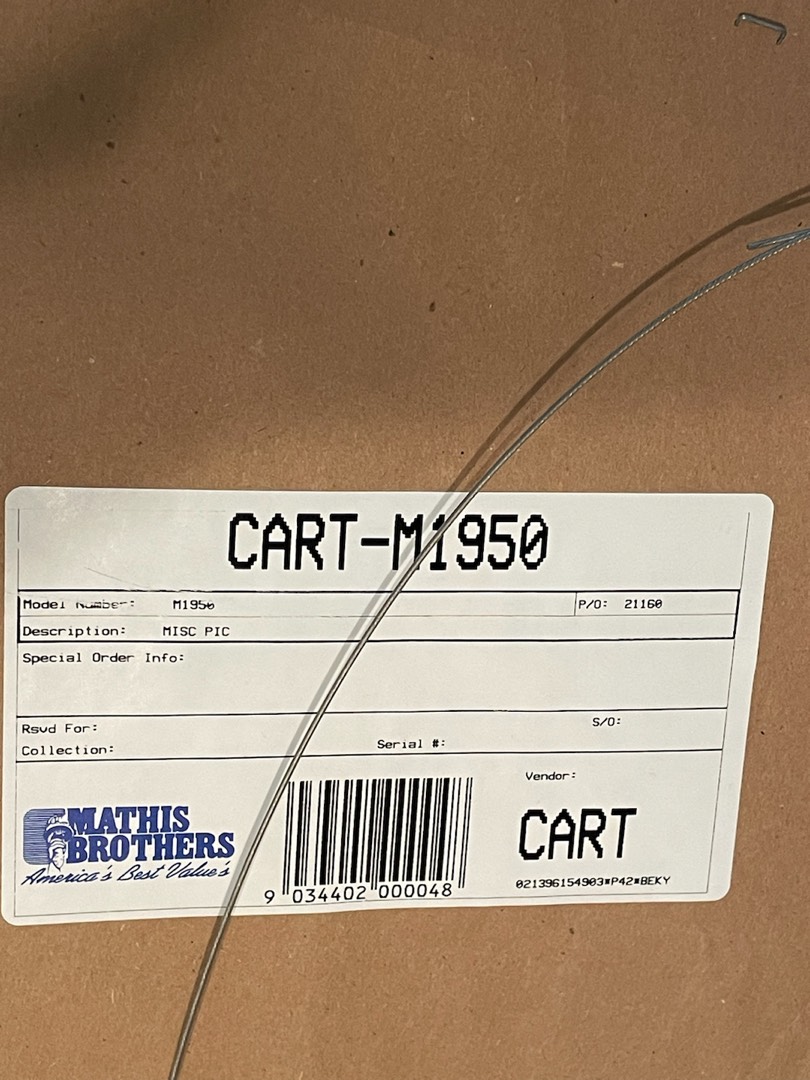 CART-M1950
Model Number: M1950 P/O: 21160
Description: MISC PIC
Special Order Info:
Rsvd For: S/O:
Collection: Serial #:
Vendor:
MATHIS
BROTHERS
America's Best Value's
CART
9 034402 000048
021396154903*P42*BEKY